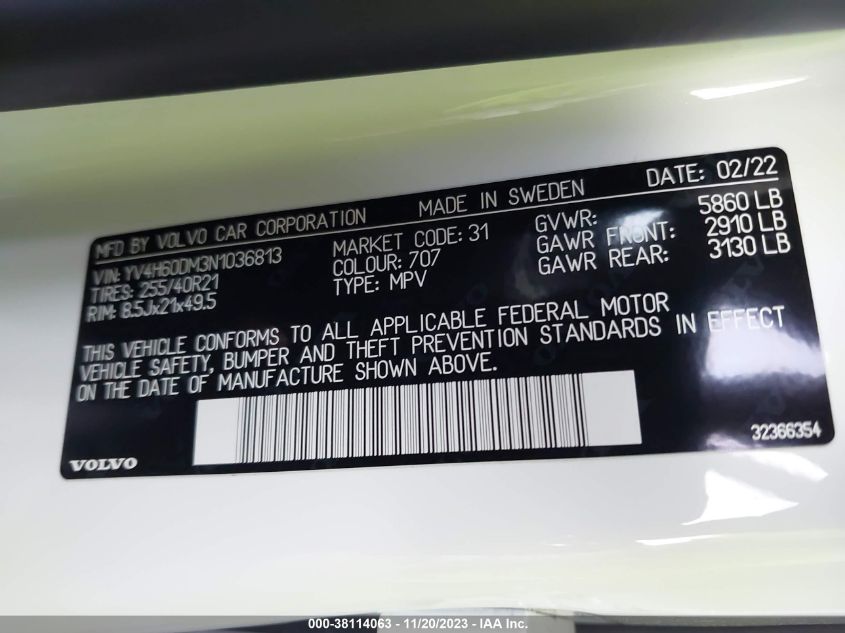 MFD BY VOLVO CAR CORPORATION MADE IN SWEDEN DATE: 02/22
VIN: YV4H60DM3N1036813 MARKET CODE: 31 GVWR: 5860 LB
TIRES: 255/40R21 COLOUR: 707 GAWR FRONT: 2910 LB
RIM: 8.5Jx21x49.5 TYPE: MPV GAWR REAR: 3130 LB
THIS VEHICLE CONFORMS TO ALL APPLICABLE FEDERAL MOTOR
VEHICLE SAFETY, BUMPER AND THEFT PREVENTION STANDARDS IN EFFECT
ON THE DATE OF MANUFACTURE SHOWN ABOVE.
VOLVO 32366354
000-38114063 — 11/20/2023 — IAA Inc.